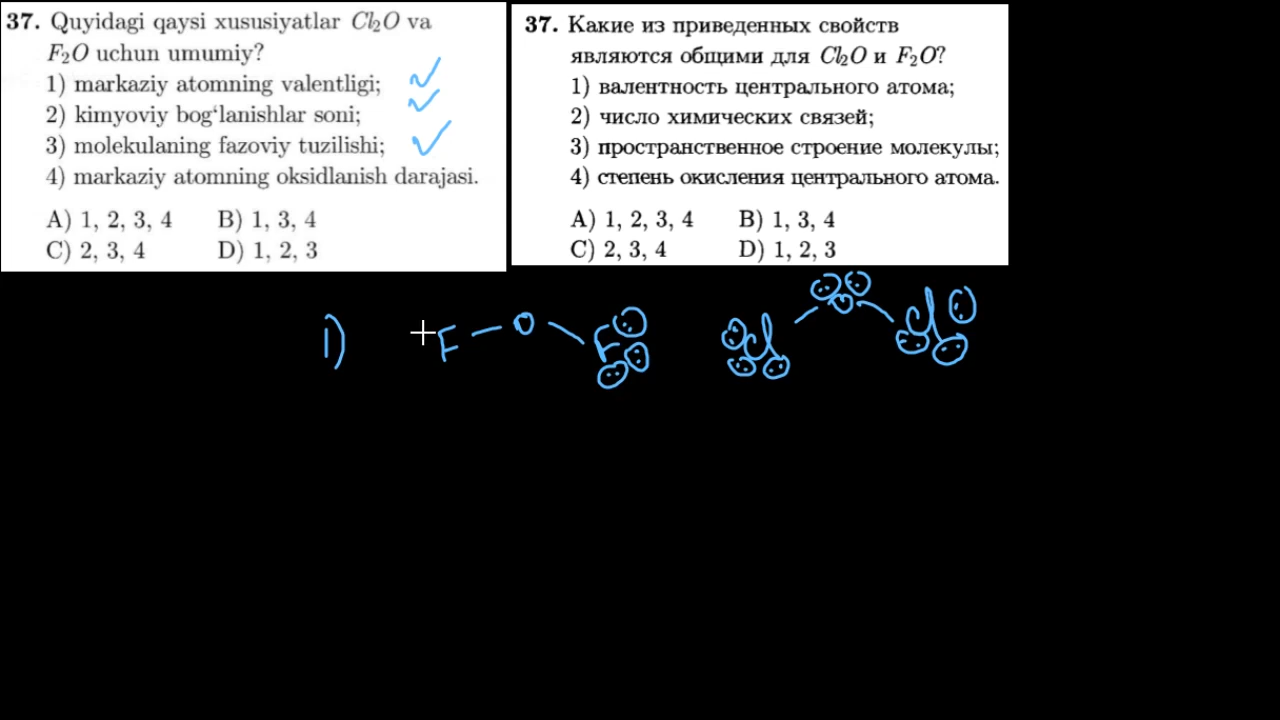 37. Quyidagi qaysi xususiyatlar Cl₂O va
F₂O uchun umumiy?
1) markaziy atomning valentligi;
2) kimyoviy bog‘lanishlar soni;
3) molekulaning fazoviy tuzilishi;
4) markaziy atomning oksidlanish darajasi.
A) 1, 2, 3, 4 B) 1, 3, 4
C) 2, 3, 4 D) 1, 2, 3
37. Какие из приведенных свойств
являются общими для Cl₂O и F₂O?
1) валентность центрального атома;
2) число химических связей;
3) пространственное строение молекулы;
4) степень окисления центрального атома.
A) 1, 2, 3, 4 B) 1, 3, 4
C) 2, 3, 4 D) 1, 2, 3
1) F — O — F Cl — O — Cl